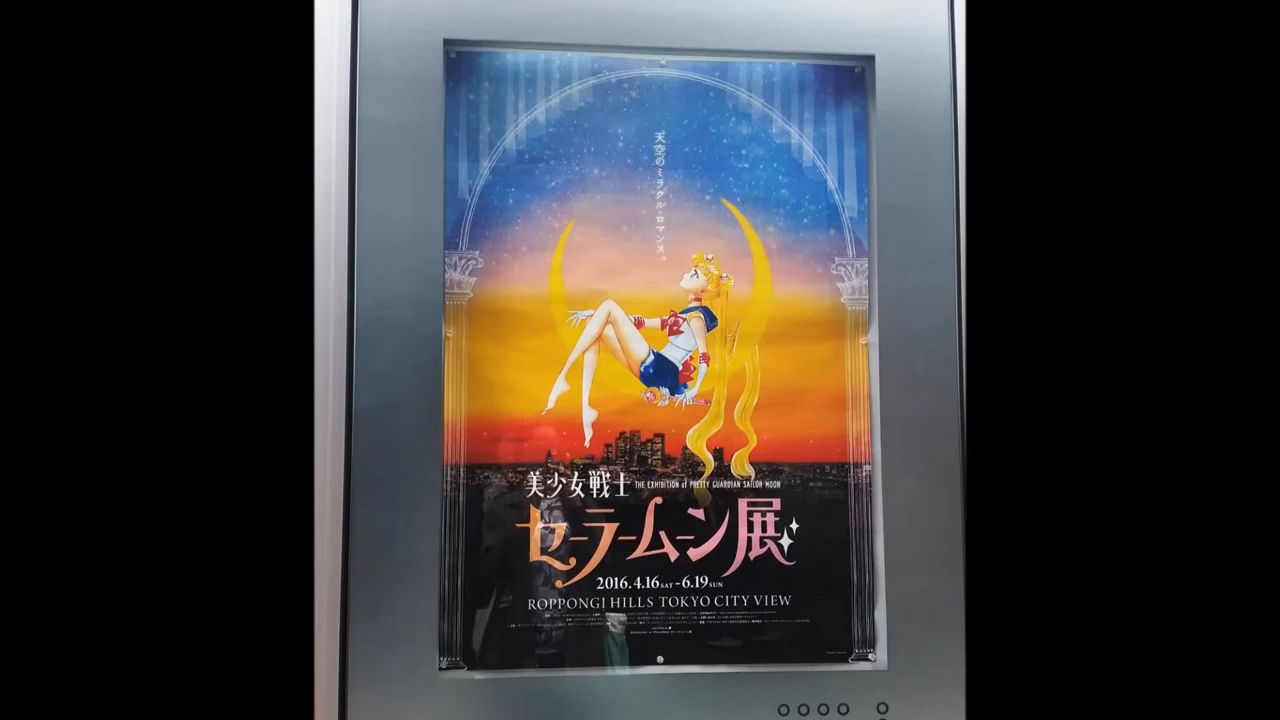 天空のミラクル・ロマンス。
美少女戦士 THE EXHIBITION of PRETTY GUARDIAN SAILOR MOON
セーラームーン展
2016.4.16 SAT - 6.19 SUN
ROPPONGI HILLS TOKYO CITY VIEW